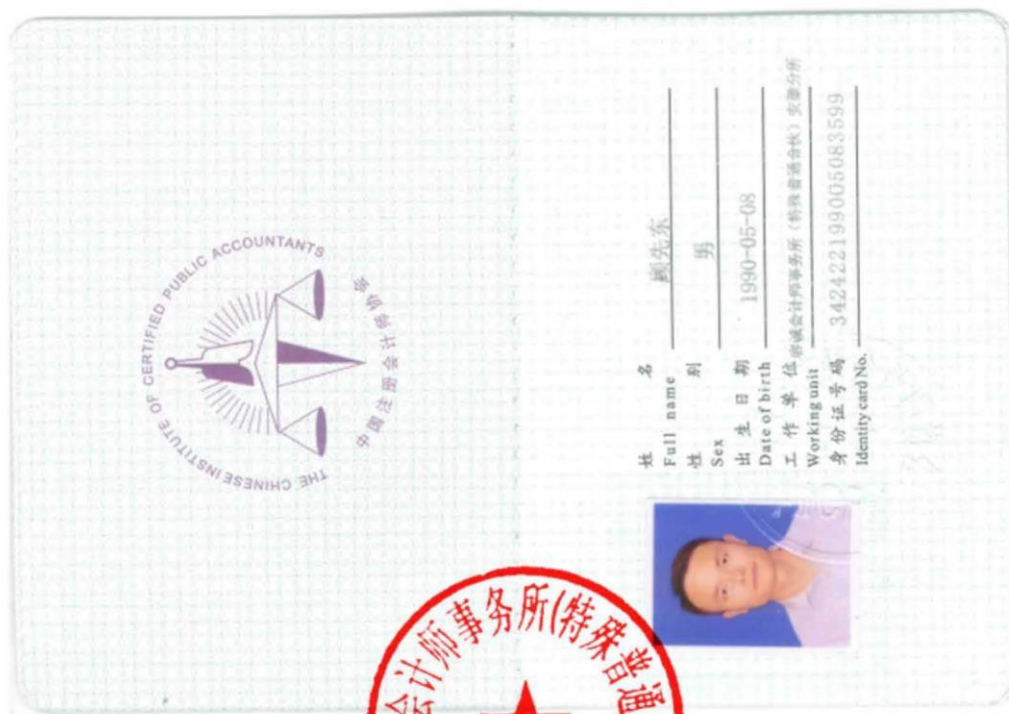 THE CHINESE INSTITUTE OF CERTIFIED PUBLIC ACCOUNTANTS
中国注册会计师协会
姓 名 顾先东
Full name
性 别 男
Sex
出 生 日 期 1990-05-08
Date of birth
工 作 单 位 容诚会计师事务所（特殊普通合伙）安徽分所
Working unit
身 份 证 号 码 342422199005083599
Identity card No.
会计师事务所(特殊普通